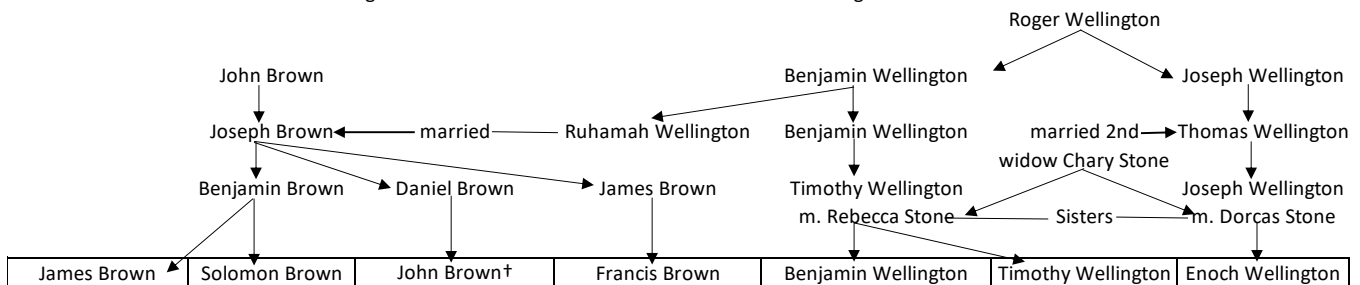 Roger Wellington
John Brown Benjamin Wellington Joseph Wellington
Joseph Brown married Ruhamah Wellington Benjamin Wellington married 2nd Thomas Wellington
widow Chary Stone
Benjamin Brown Daniel Brown James Brown Timothy Wellington Joseph Wellington
m. Rebecca Stone Sisters m. Dorcas Stone
James Brown Solomon Brown John Brown† Francis Brown Benjamin Wellington Timothy Wellington Enoch Wellington